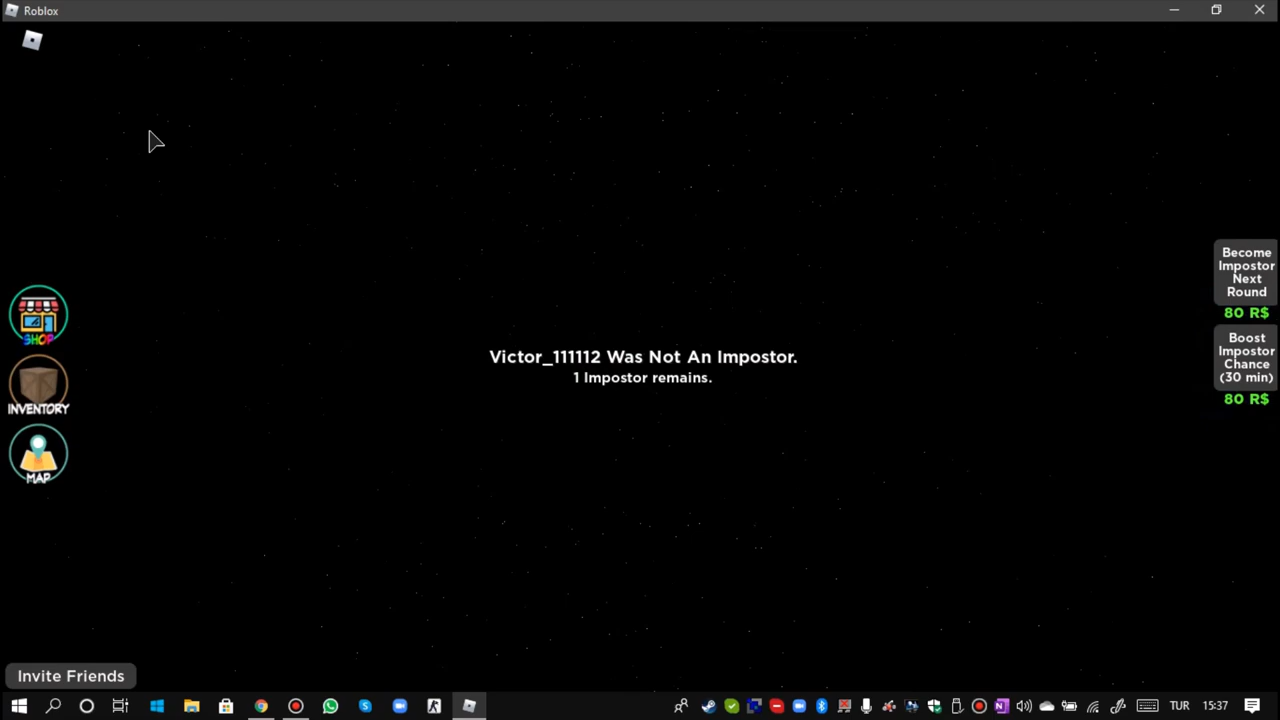 Roblox
Victor_111112 Was Not An Impostor.
1 Impostor remains.
Become
Impostor
Next
Round
80 R$
Boost
Impostor
Chance
(30 min)
80 R$
SHOP
INVENTORY
MAP
Invite Friends
TUR
15:37